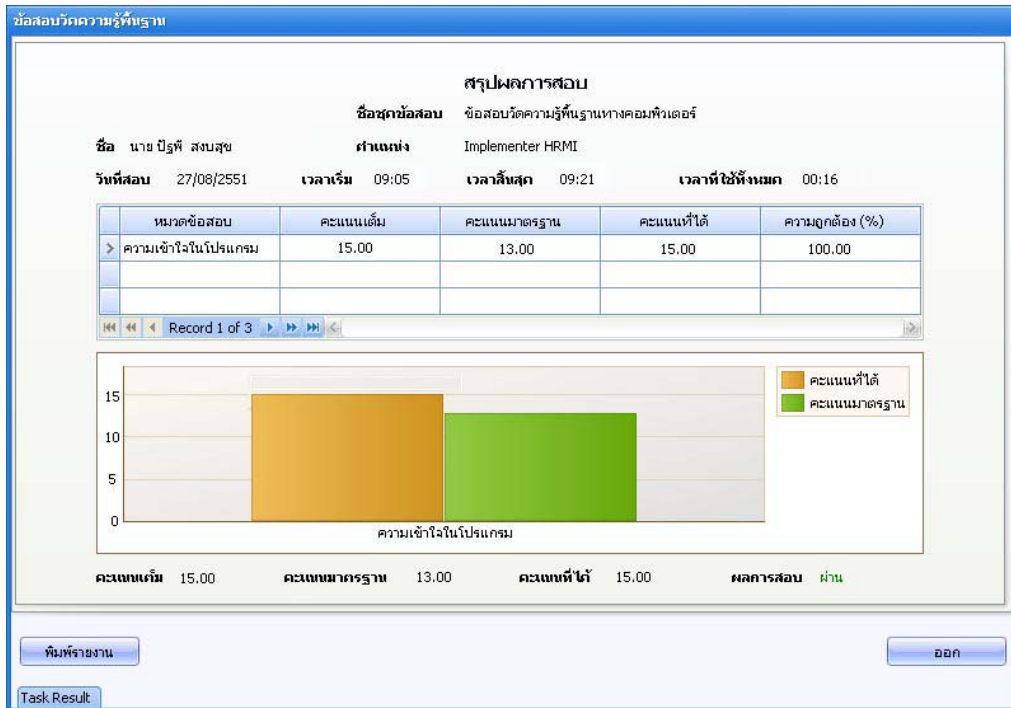 ข้อสอบวัดความรู้พื้นฐาน
สรุปผลการสอบ
ชื่อชุดข้อสอบ ข้อสอบวัดความรู้พื้นฐานทางคอมพิวเตอร์
ชื่อ นาย ปัฐพี สงบสุข ตำแหน่ง Implementer HRMI
วันที่สอบ 27/08/2551 เวลาเริ่ม 09:05 เวลาสิ้นสุด 09:21 เวลาที่ใช้ทั้งหมด 00:16
หมวดข้อสอบ คะแนนเต็ม คะแนนมาตรฐาน คะแนนที่ได้ ความถูกต้อง (%)
ความเข้าใจในโปรแกรม 15.00 13.00 15.00 100.00
Record 1 of 3
คะแนนที่ได้
คะแนนมาตรฐาน
15
10
5
0
ความเข้าใจในโปรแกรม
คะแนนเต็ม 15.00 คะแนนมาตรฐาน 13.00 คะแนนที่ได้ 15.00 ผลการสอบ ผ่าน
พิมพ์รายงาน ออก
Task Result